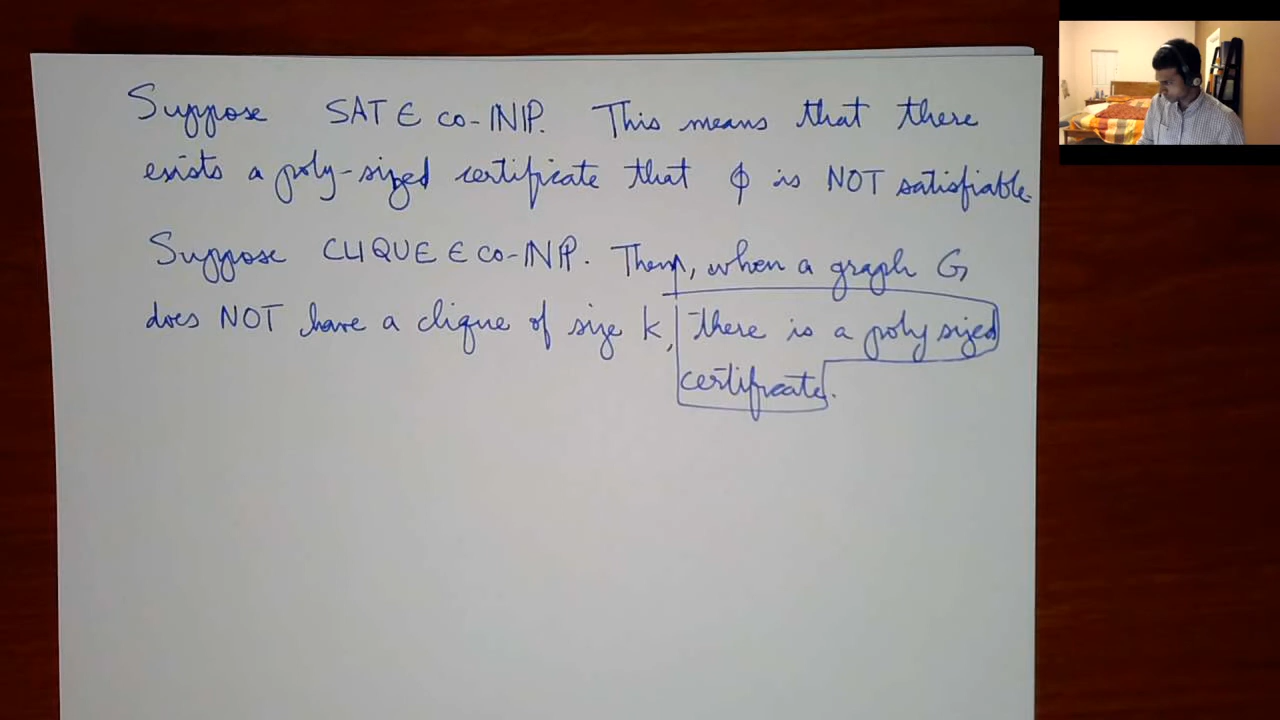 Suppose SAT ∈ co-NP. This means that there
exists a poly-sized certificate that ϕ is NOT satisfiable.
Suppose CLIQUE ∈ co-NP. Then, when a graph G
does NOT have a clique of size k, there is a poly sized
certificate.